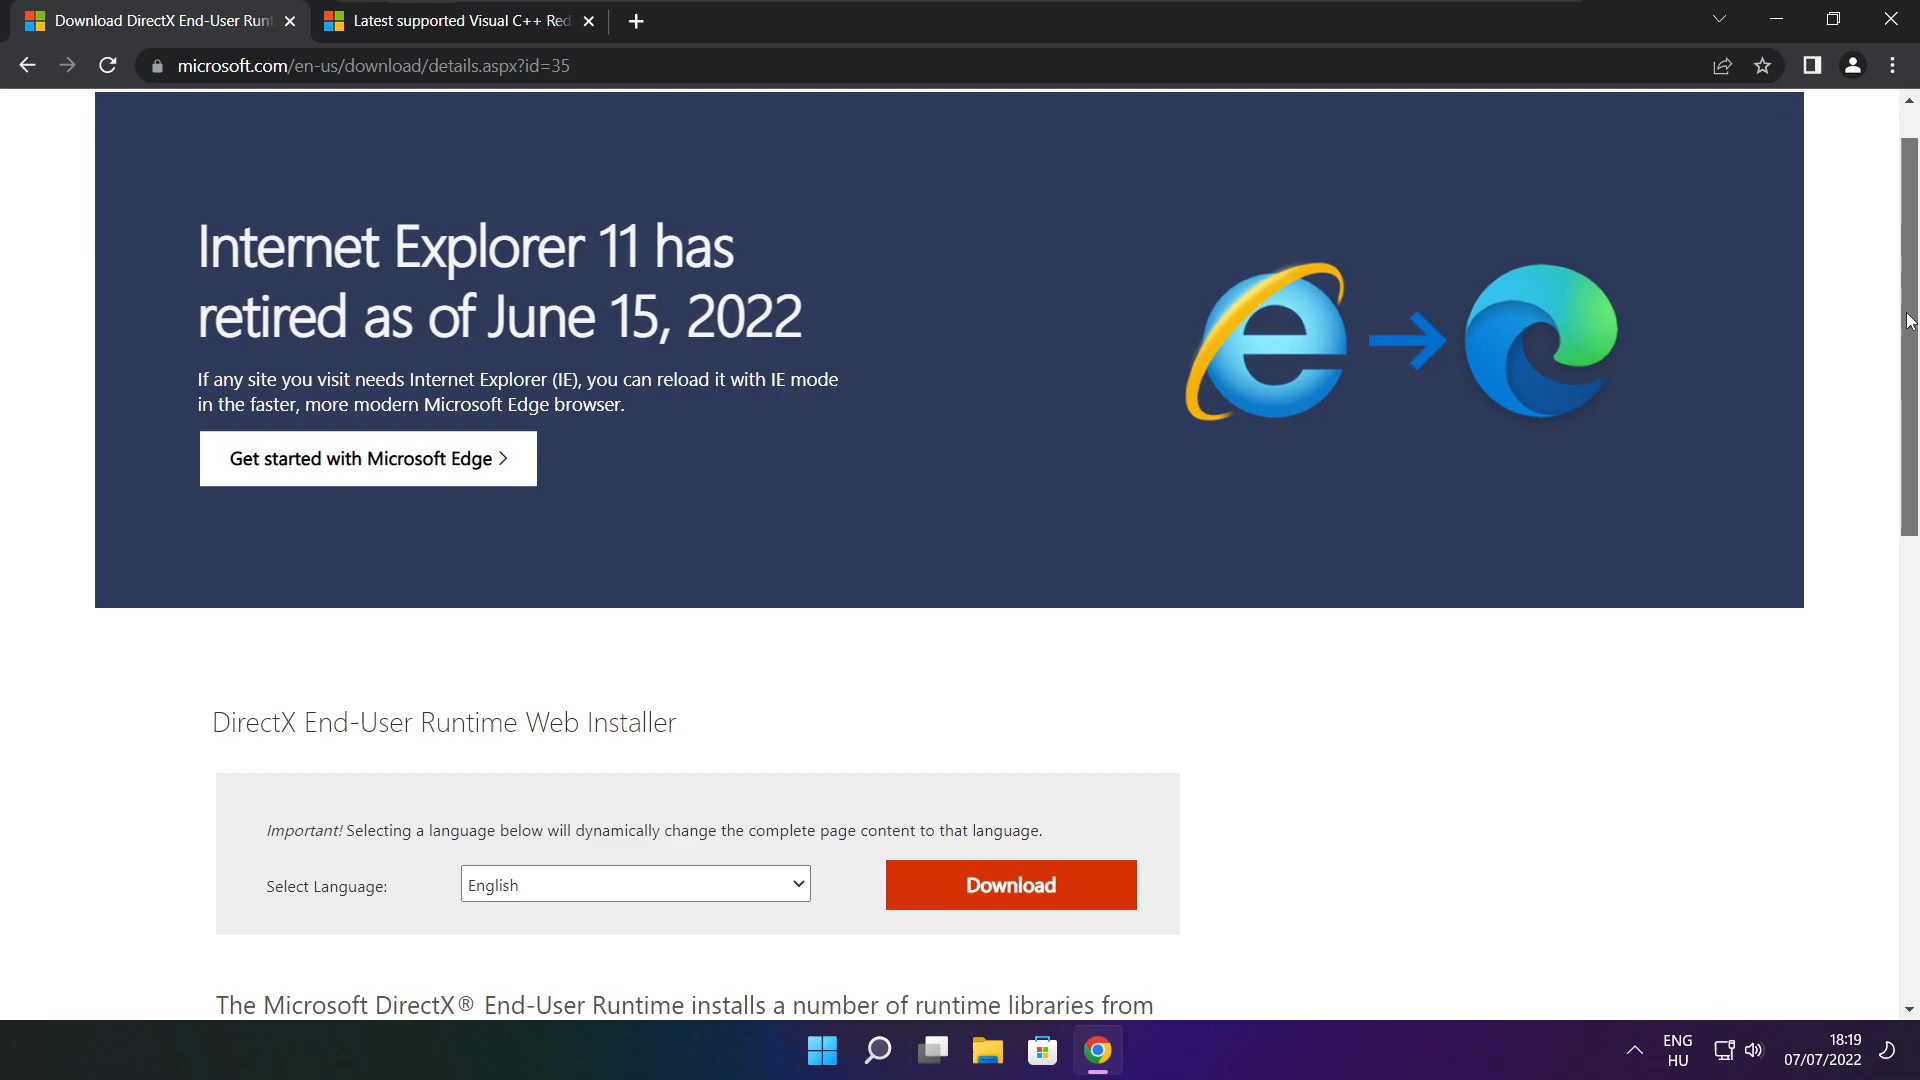 Download DirectX End-User Runt
Latest supported Visual C++ Red
microsoft.com/en-us/download/details.aspx?id=35
Internet Explorer 11 has
retired as of June 15, 2022
If any site you visit needs Internet Explorer (IE), you can reload it with IE mode
in the faster, more modern Microsoft Edge browser.
Get started with Microsoft Edge >
DirectX End-User Runtime Web Installer
Important! Selecting a language below will dynamically change the complete page content to that language.
Select Language:
English
Download
The Microsoft DirectX® End-User Runtime installs a number of runtime libraries from
ENG
HU
18:19
07/07/2022